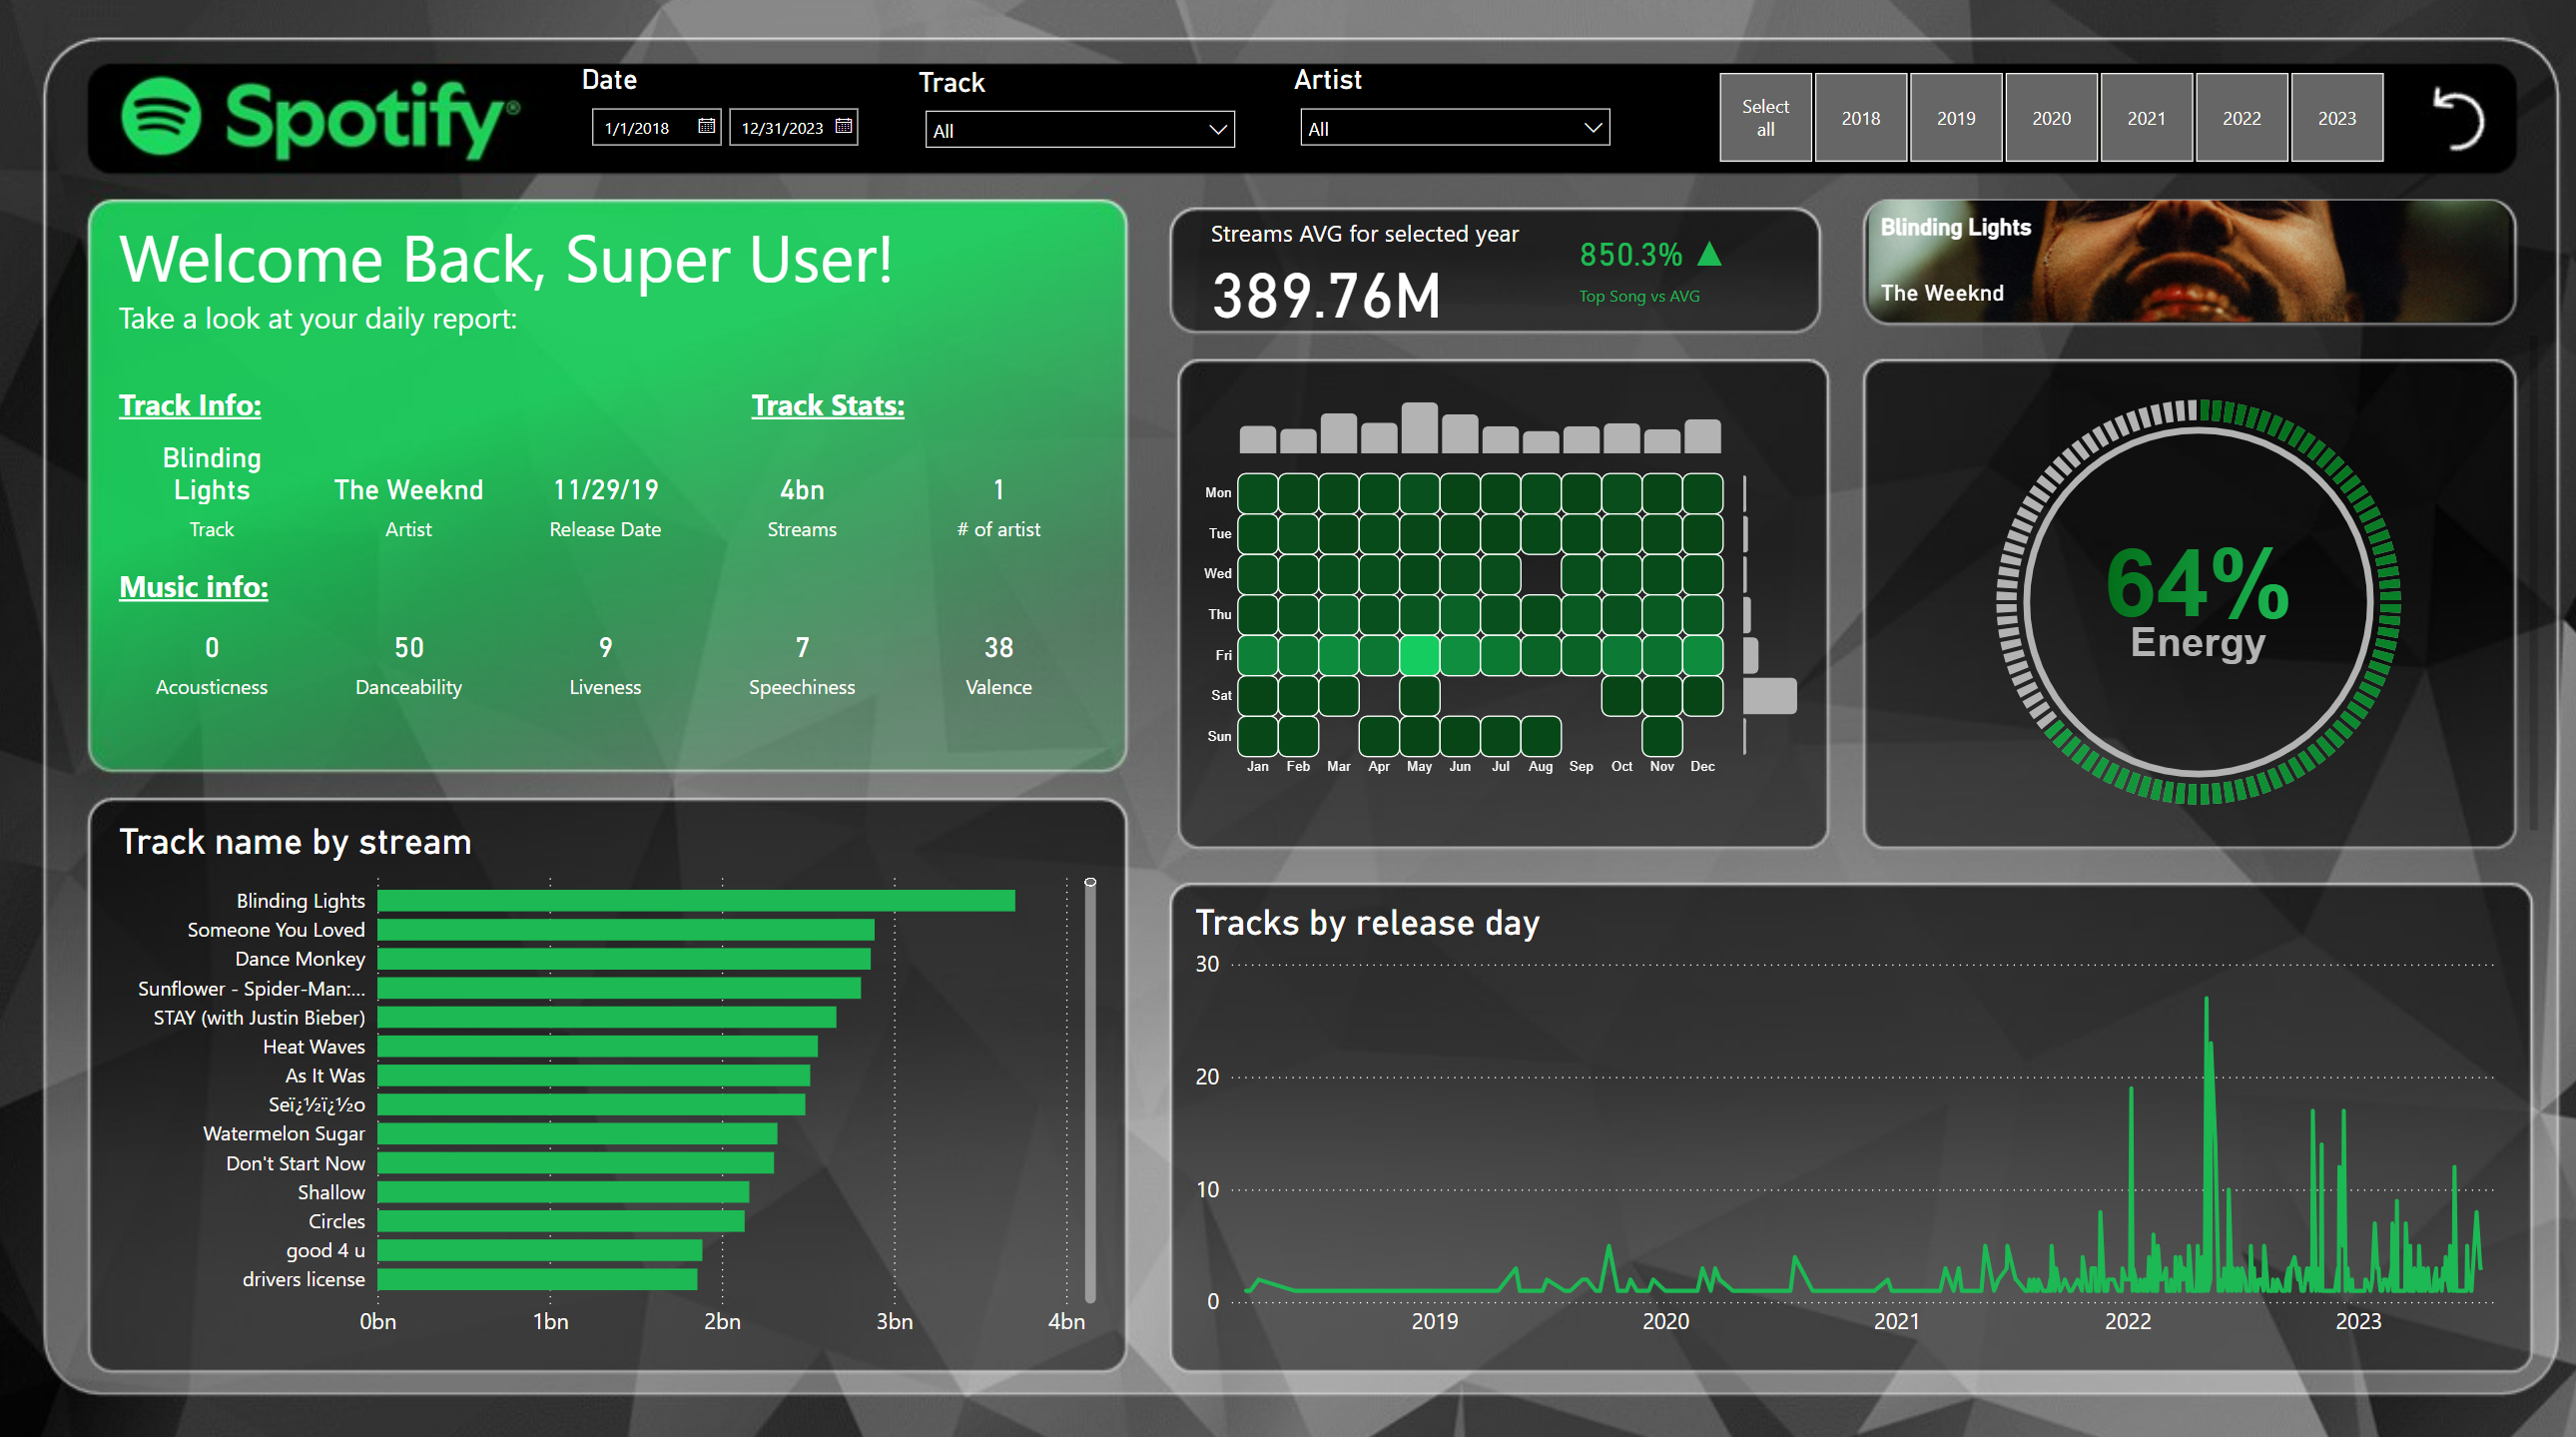 Spotify®
Date
1/1/2018
12/31/2023
Track
All
Artist
All
Select all
2018
2019
2020
2021
2022
2023
Welcome Back, Super User!
Take a look at your daily report:
Track Info:
Track Stats:
Blinding
Lights
The Weeknd
11/29/19
4bn
1
Track
Artist
Release Date
Streams
# of artist
Music info:
0
50
9
7
38
Acousticness
Danceability
Liveness
Speechiness
Valence
Streams AVG for selected year
389.76M
850.3%
Top Song vs AVG
Blinding Lights
The Weeknd
Mon
Tue
Wed
Thu
Fri
Sat
Sun
Jan Feb Mar Apr May Jun Jul Aug Sep Oct Nov Dec
64%
Energy
Track name by stream
Blinding Lights
Someone You Loved
Dance Monkey
Sunflower - Spider-Man:...
STAY (with Justin Bieber)
Heat Waves
As It Was
Seï¿½ï¿½o
Watermelon Sugar
Don't Start Now
Shallow
Circles
good 4 u
drivers license
0bn 1bn 2bn 3bn 4bn
Tracks by release day
30
20
10
0
2019 2020 2021 2022 2023